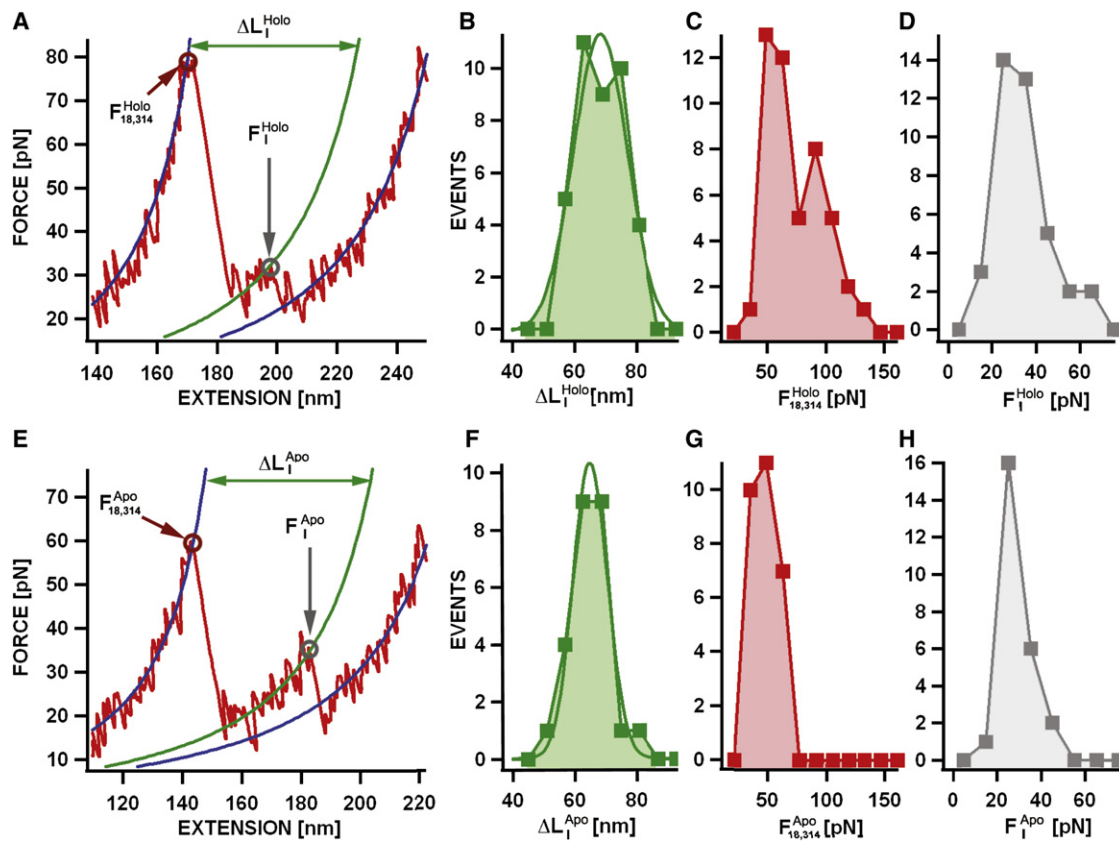 A
ΔL_I^Holo
F_18,314^Holo
F_I^Holo
FORCE [pN]
80
70
60
50
40
30
20
140 160 180 200 220 240
EXTENSION [nm]
B
EVENTS
10
8
6
4
2
0
40 60 80
ΔL_I^Holo [nm]
C
12
10
8
6
4
2
0
50 100 150
F_18,314^Holo [pN]
D
14
12
10
8
6
4
2
0
0 20 40 60
F_I^Holo [pN]
E
ΔL_I^Apo
F_18,314^Apo
F_I^Apo
FORCE [pN]
70
60
50
40
30
20
10
120 140 160 180 200 220
EXTENSION [nm]
F
EVENTS
10
8
6
4
2
0
40 60 80
ΔL_I^Apo [nm]
G
10
8
6
4
2
0
50 100 150
F_18,314^Apo [pN]
H
16
14
12
10
8
6
4
2
0
0 20 40 60
F_I^Apo [pN]